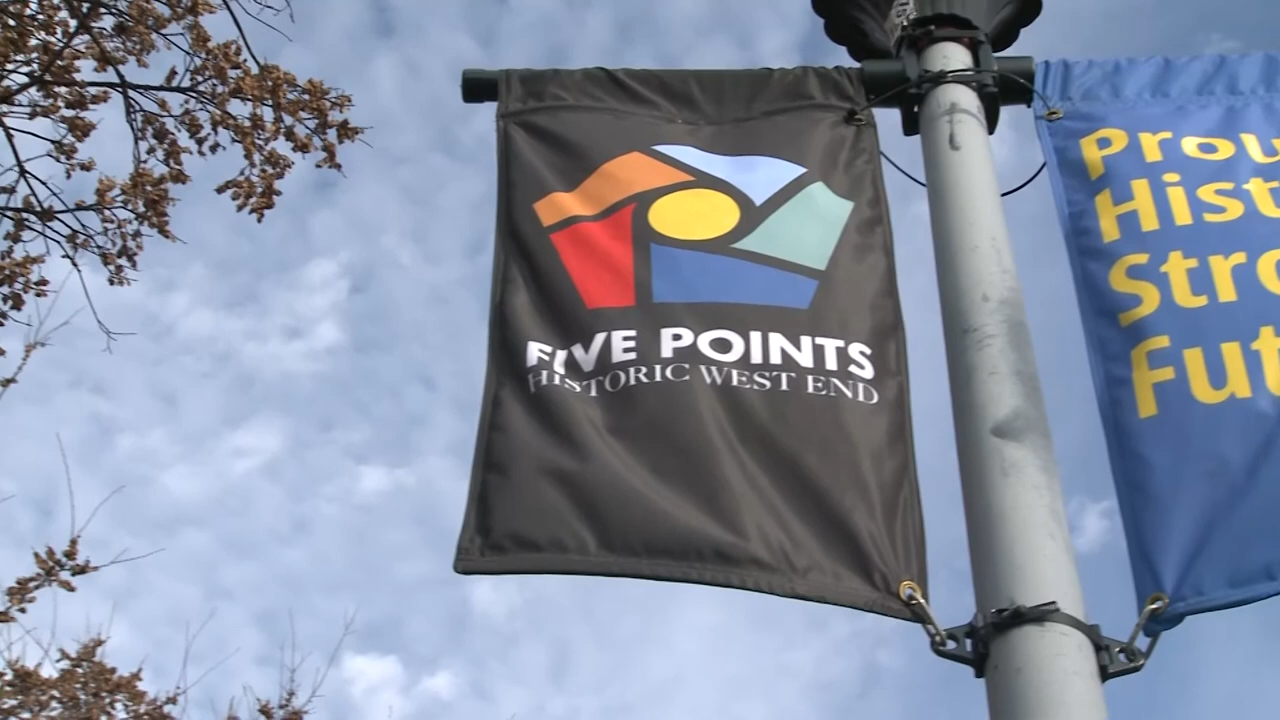 FIVE POINTS
HISTORIC WEST END
Prou
Hist
Stro
Fut